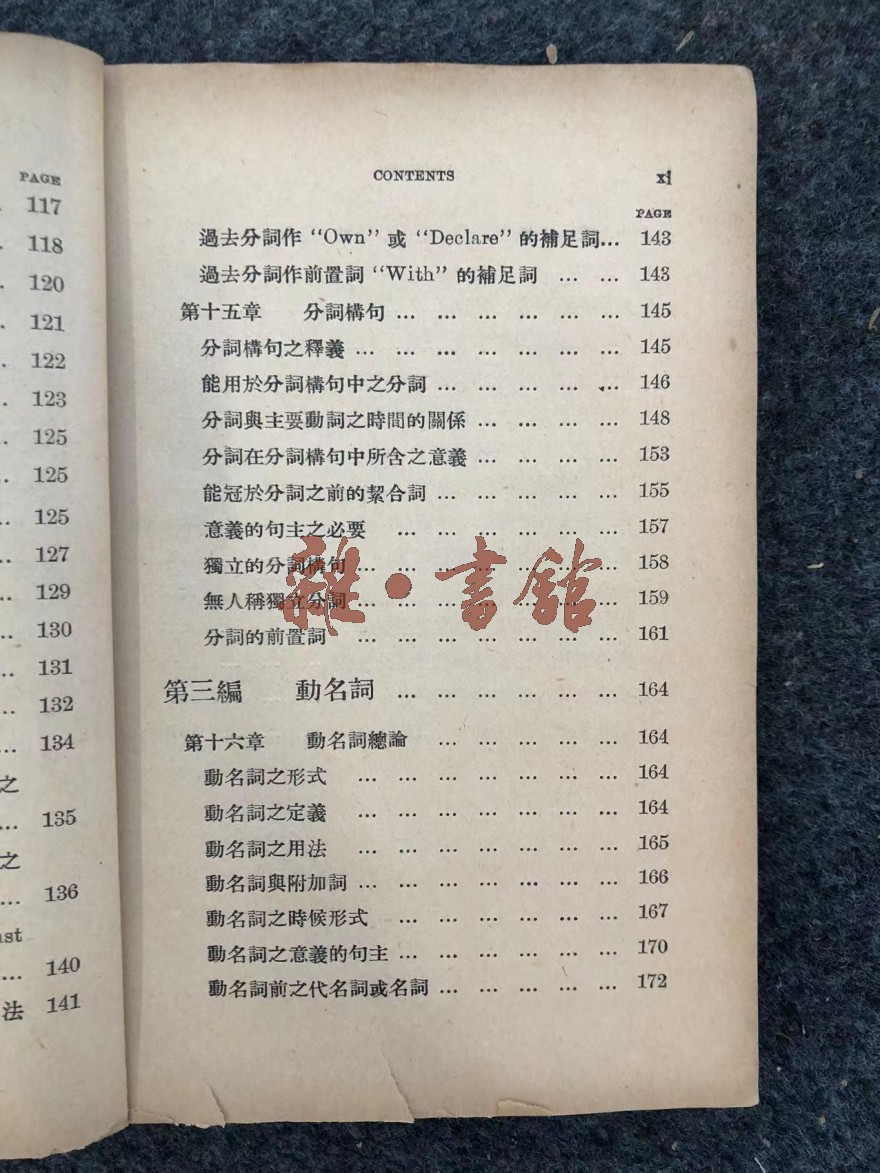 PAGE
. 117
. 118
. 120
. 121
. 122
. 123
. 125
. 125
.. 125
.. 127
.. 129
.. 130
.. 131
.. 132
... 134
之
... 135
之
... 136
ast
... 140
法 141
CONTENTS xi
PAGE
過去分詞作 “Own” 或 “Declare” 的補足詞... 143
過去分詞作前置詞 “With” 的補足詞 ... ... 143
第十五章 分詞構句 ... ... ... ... ... ... 145
分詞構句之釋義 ... ... ... ... ... ... ... 145
能用於分詞構句中之分詞 ... ... ... ... ... 146
分詞與主要動詞之時間的關係 ... ... ... ... 148
分詞在分詞構句中所含之意義 ... ... ... ... 153
能冠於分詞之前的絜合詞 ... ... ... ... ... 155
意義的句主之必要 ... ... ... ... ... ... 157
獨立的分詞構句 ... ... ... ... ... ... ... 158
無人稱獨立分詞 ... ... ... ... ... ... ... 159
分詞的前置詞 ... ... ... ... ... ... ... 161
雜·書館
第三編 動名詞 ... ... ... ... ... ... 164
第十六章 動名詞總論 ... ... ... ... ... 164
動名詞之形式 ... ... ... ... ... ... ... 164
動名詞之定義 ... ... ... ... ... ... ... 164
動名詞之用法 ... ... ... ... ... ... ... 165
動名詞與附加詞 ... ... ... ... ... ... ... 166
動名詞之時候形式 ... ... ... ... ... ... 167
動名詞之意義的句主 ... ... ... ... ... ... 170
動名詞前之代名詞或名詞 ... ... ... ... ... 172